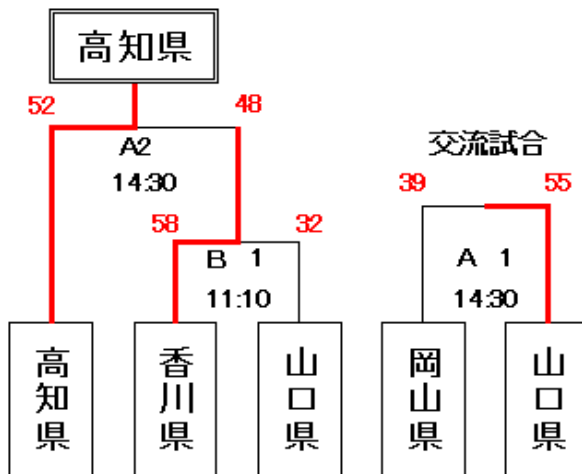 高知県
52 48
A2
14:30
交流試合
39 55
58 32
B 1
11:10
A 1
14:30
高知県
香川県
山口県
岡山県
山口県